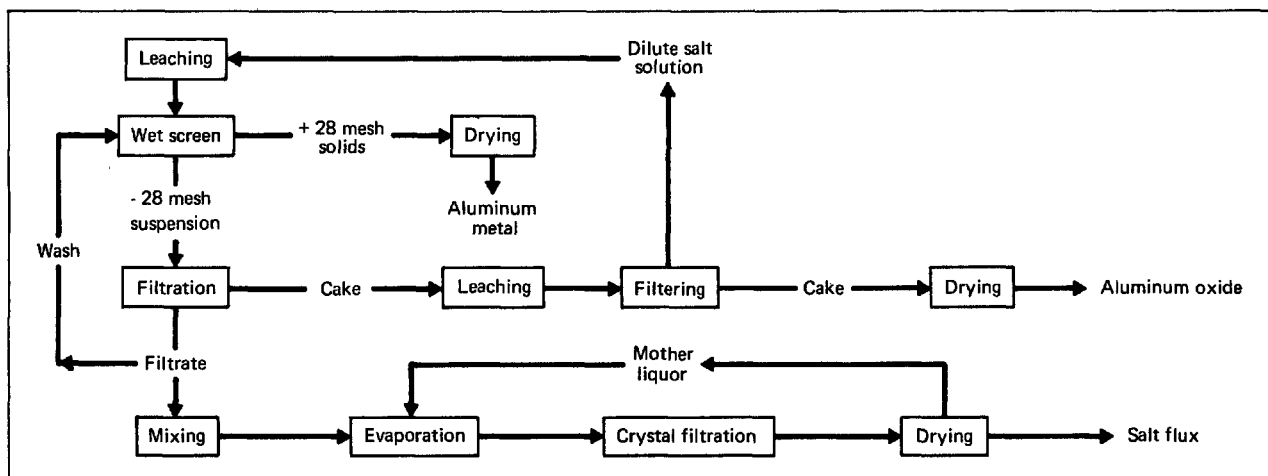 Leaching
Dilute salt
solution
Wet screen
+ 28 mesh
solids
Drying
- 28 mesh
suspension
Aluminum
metal
Wash
Filtration
Cake
Leaching
Filtering
Cake
Drying
Aluminum oxide
Filtrate
Mother
liquor
Mixing
Evaporation
Crystal filtration
Drying
Salt flux